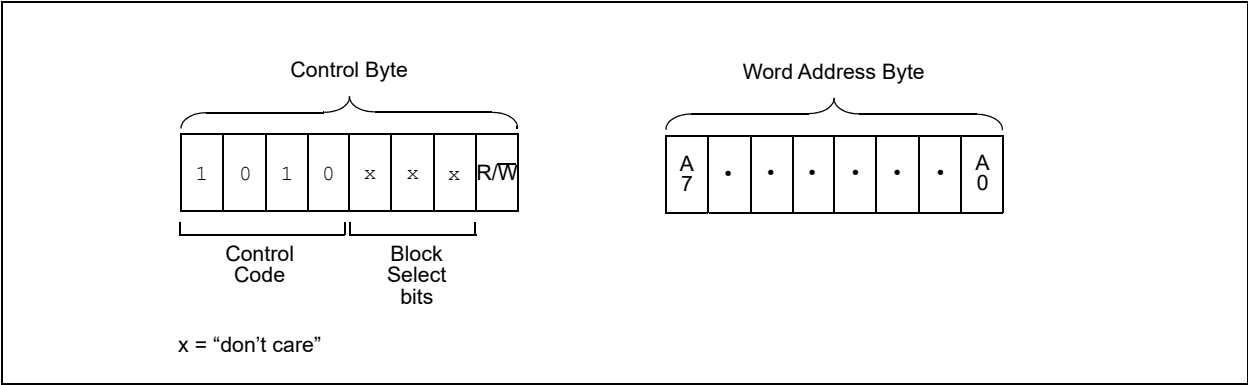 Control Byte
1 0 1 0 x x x R/W̅
Control
Code
Block
Select
bits
Word Address Byte
A
7
• • • • • •
A
0
x = “don’t care”